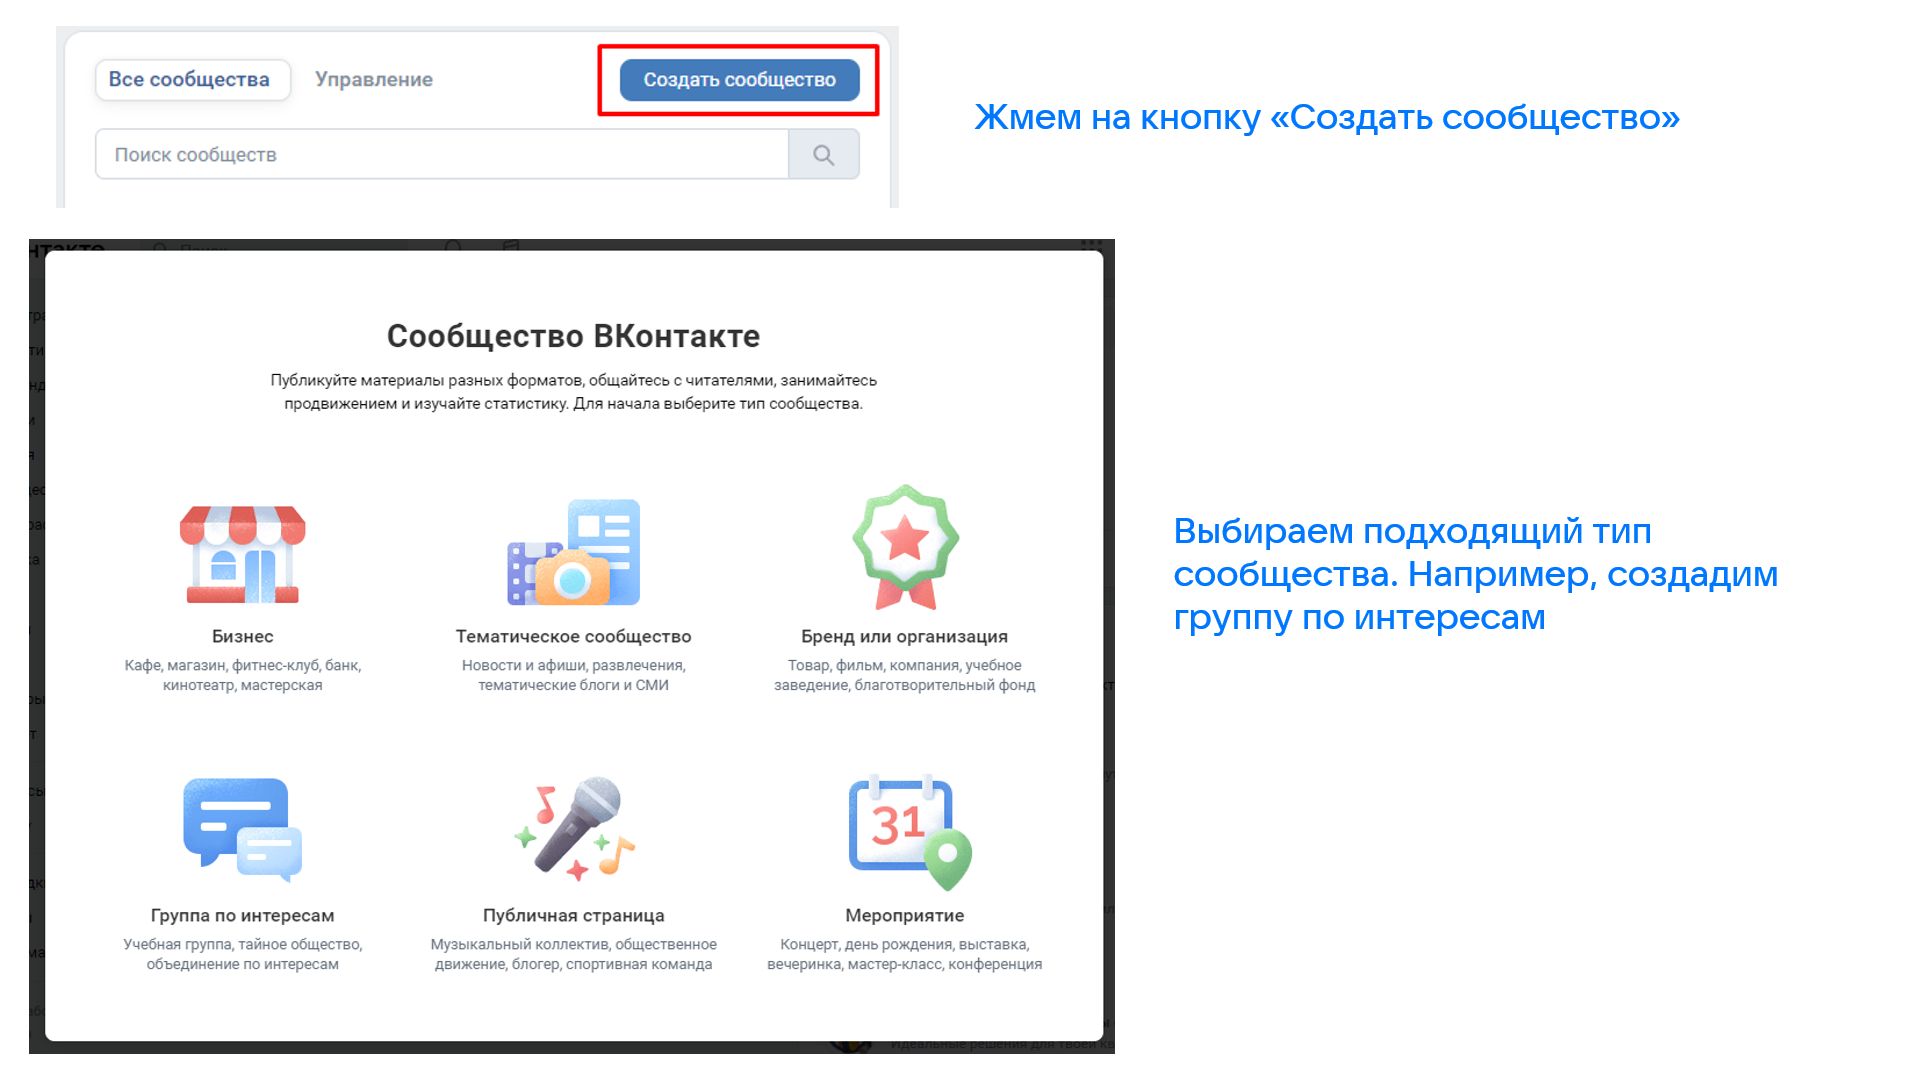 Все сообщества
Управление
Создать сообщество
Поиск сообществ
Жмем на кнопку «Создать сообщество»
Сообщество ВКонтакте
Публикуйте материалы разных форматов, общайтесь с читателями, занимайтесь
продвижением и изучайте статистику. Для начала выберите тип сообщества.
Бизнес
Кафе, магазин, фитнес-клуб, банк,
кинотеатр, мастерская
Тематическое сообщество
Новости и афиши, развлечения,
тематические блоги и СМИ
Бренд или организация
Товар, фильм, компания, учебное
заведение, благотворительный фонд
31
Группа по интересам
Учебная группа, тайное общество,
объединение по интересам
Публичная страница
Музыкальный коллектив, общественное
движение, блогер, спортивная команда
Мероприятие
Концерт, день рождения, выставка,
вечеринка, мастер-класс, конференция
Идеальные решения для твоей
Выбираем подходящий тип
сообщества. Например, создадим
группу по интересам